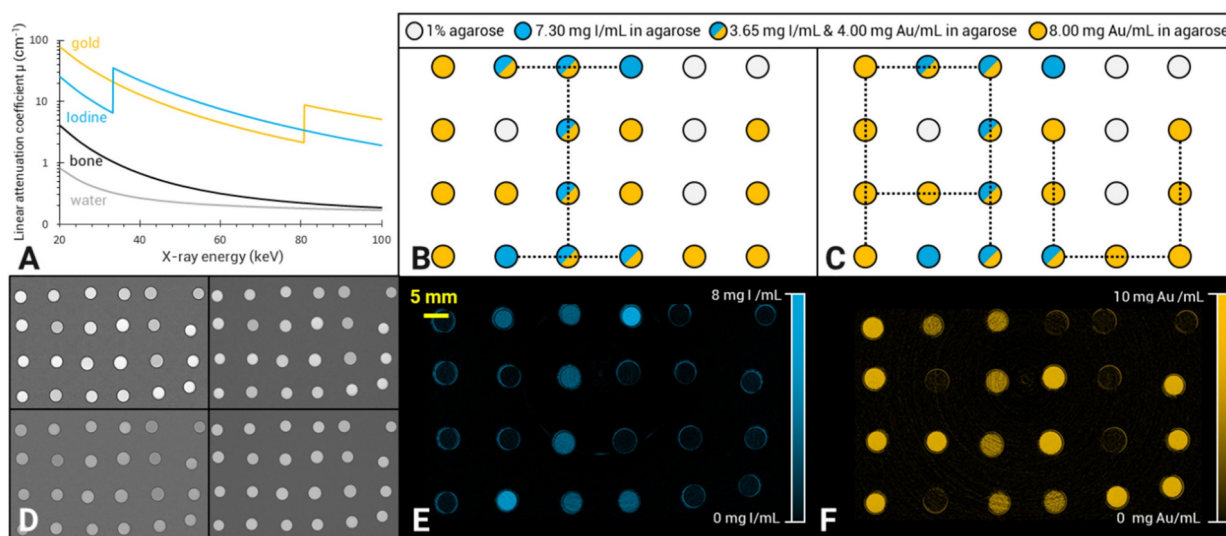 1% agarose 7.30 mg I/mL in agarose 3.65 mg I/mL & 4.00 mg Au/mL in agarose 8.00 mg Au/mL in agarose
Linear attenuation coefficient μ (cm⁻¹)
100
10
1
0
gold
Iodine
bone
water
20
40
60
80
100
X-ray energy (keV)
A
B
C
D
5 mm
8 mg I /mL
0 mg I/mL
E
10 mg Au /mL
0 mg Au/mL
F